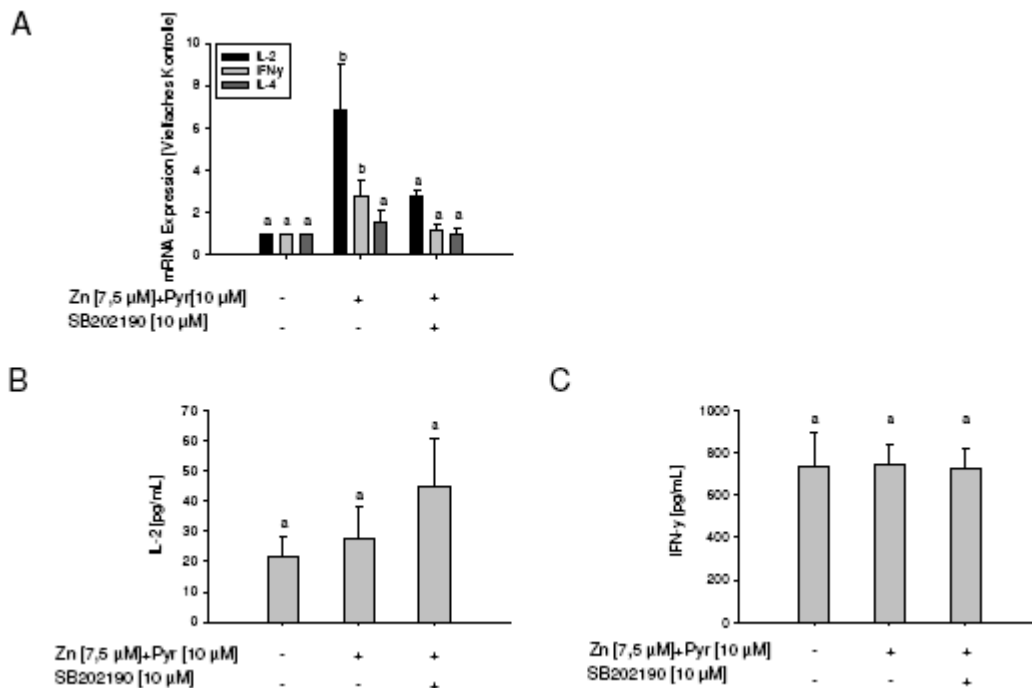 A
mRNA Expression [Vielfaches Kontrolle]
10
8
6
4
2
0
IL-2
IFN-y
IL-4
a a a
b b a
a a a
Zn [7,5 µM]+Pyr[10 µM] - + +
SB202190 [10 µM] - - +
B
IL-2 [pg/mL]
70
60
50
40
30
20
10
0
a a a
Zn [7,5 µM]+Pyr [10 µM] - + +
SB202190 [10 µM] - - +
C
IFN-y [pg/mL]
1000
800
600
400
200
0
a a a
Zn [7,5 µM]+Pyr [10 µM] - + +
SB202190 [10 µM] - - +